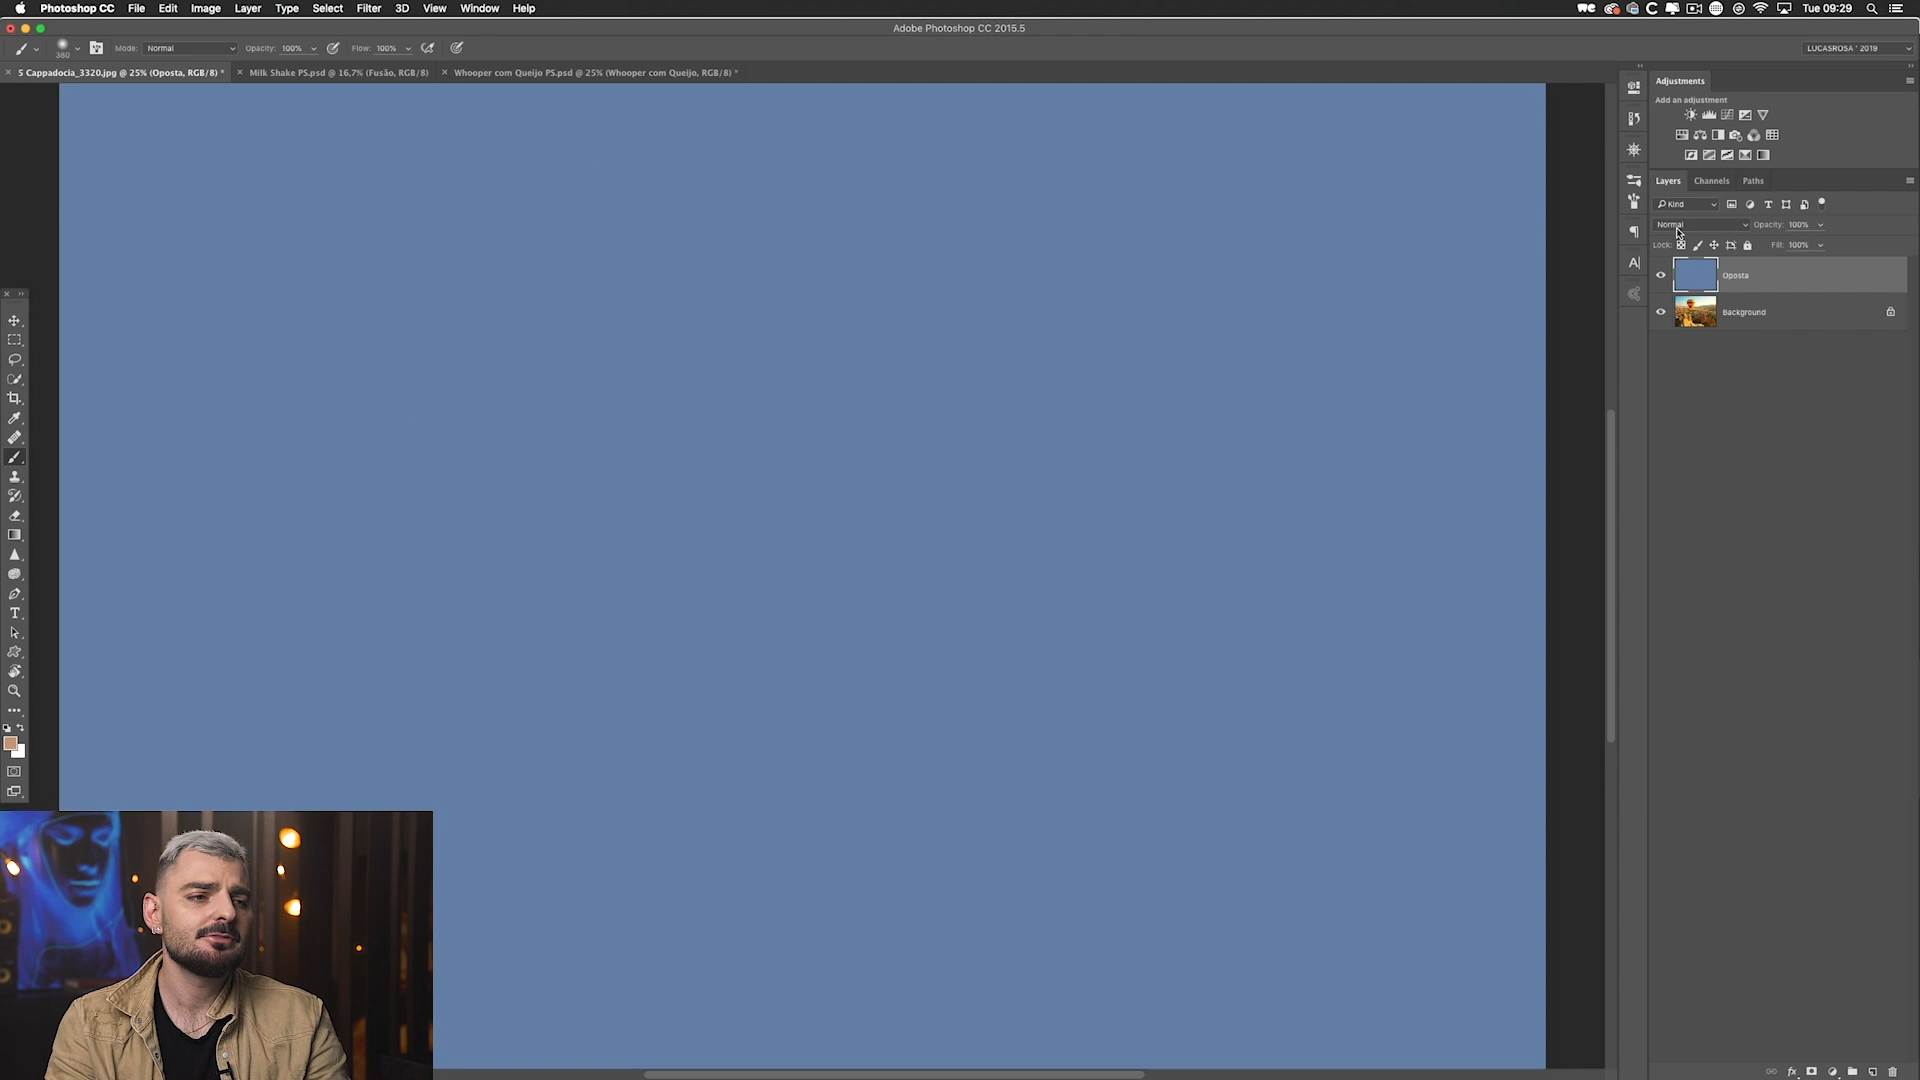 Photoshop CC File Edit Image Layer Type Select Filter 3D View Window Help Tue 09:29
Adobe Photoshop CC 2015.5
380 Mode: Normal Opacity: 100% Flow: 100% LUCASROSA ' 2019
5 Cappadocia_3320.jpg @ 25% (Oposta, RGB/8) * Milk Shake PS.psd @ 16,7% (Fusão, RGB/8) Whooper com Queijo PS.psd @ 25% (Whooper com Queijo, RGB/8) *
Adjustments
Add an adjustment
Layers Channels Paths
Kind
Normal Opacity: 100%
Lock: Fill: 100%
Oposta
Background